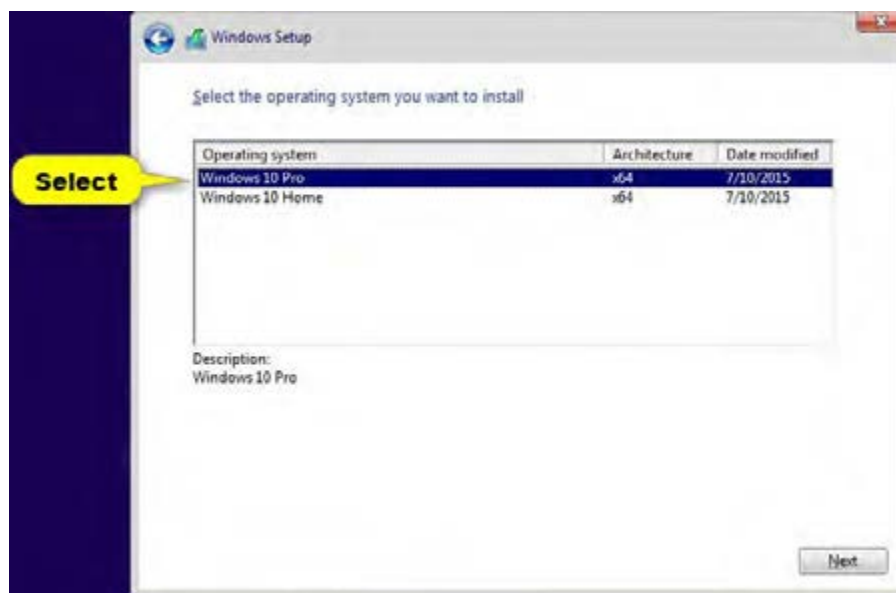 Windows Setup
Select the operating system you want to install
Operating system Architecture Date modified
Select
Windows 10 Pro x64 7/10/2015
Windows 10 Home x64 7/10/2015
Description:
Windows 10 Pro
Next